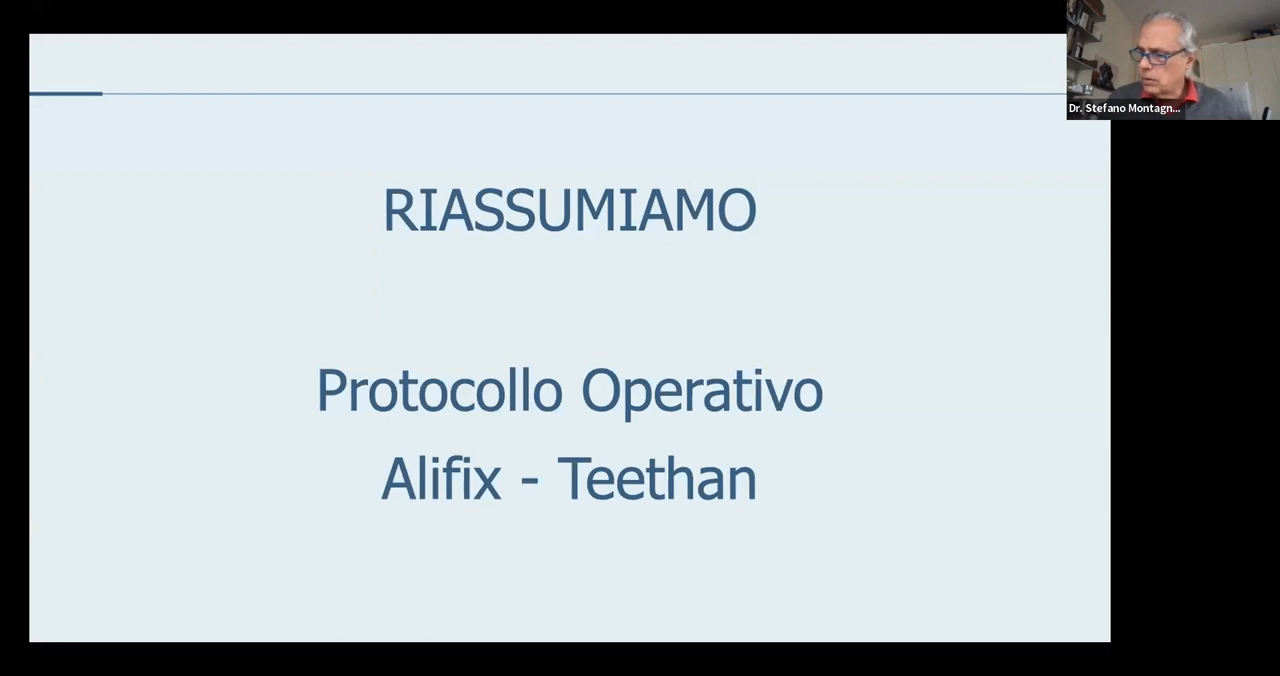 Dr. Stefano Montagn...
RIASSUMIAMO
Protocollo Operativo
Alifix - Teethan